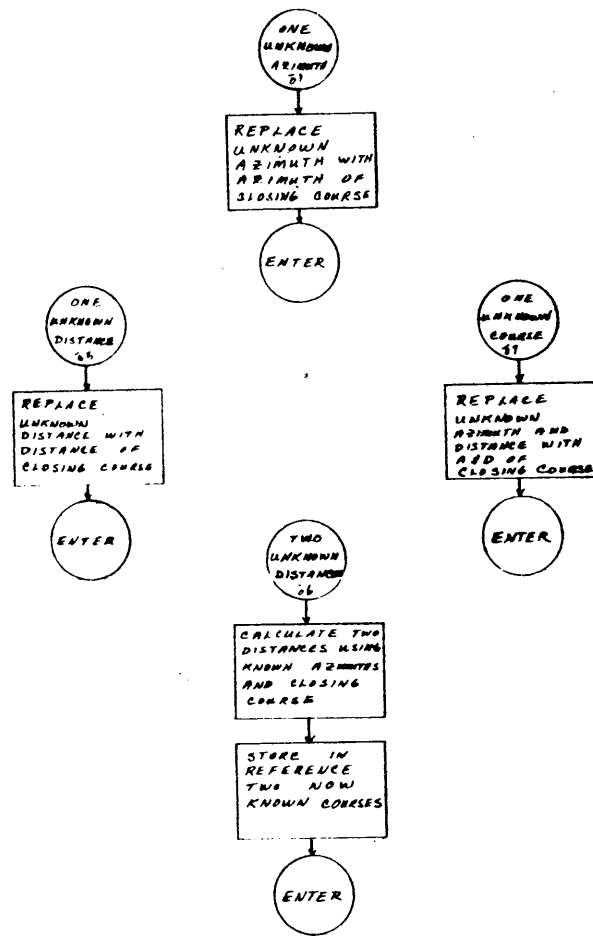 ONE
UNKNOWN
AZIMUTH
REPLACE
UNKNOWN
AZIMUTH WITH
AZIMUTH OF
CLOSING COURSE
ENTER
ONE
UNKNOWN
DISTANCE
REPLACE
UNKNOWN
DISTANCE WITH
DISTANCE OF
CLOSING COURSE
ENTER
ONE
UNKNOWN
COURSE
REPLACE
UNKNOWN
AZIMUTH AND
DISTANCE WITH
A&D OF
CLOSING COURSE
ENTER
TWO
UNKNOWN
DISTANCE
CALCULATE TWO
DISTANCES USING
KNOWN AZIMUTHS
AND CLOSING
COURSE
STORE IN
REFERENCE
TWO NOW
KNOWN COURSES
ENTER